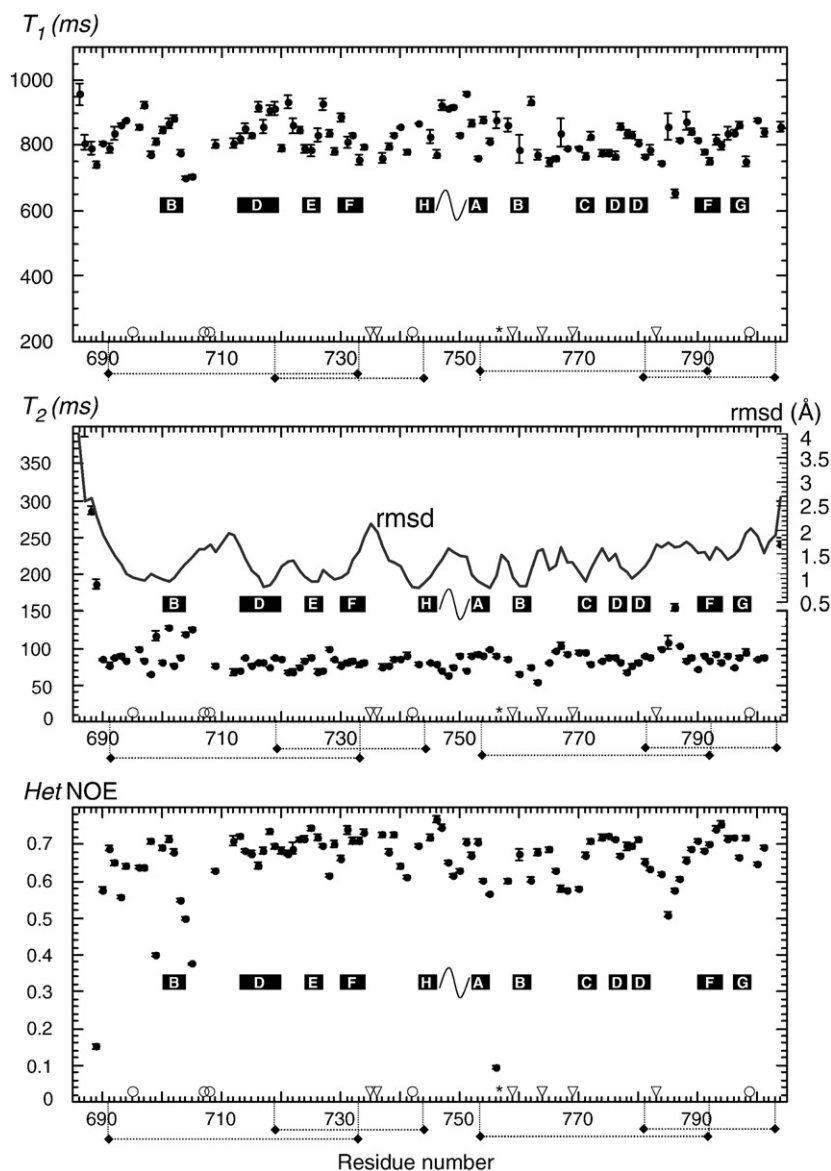 T1 (ms)
1000
800
600
400
200
B D E F H A B C D D F G
*
690 710 730 750 770 790
T2 (ms)
rmsd (Å)
350
300
250
200
150
100
50
0
4
3.5
3
2.5
2
1.5
1
0.5
rmsd
B D E F H A B C D D F G
*
690 710 730 750 770 790
Het NOE
0.7
0.6
0.5
0.4
0.3
0.2
0.1
0
B D E F H A B C D D F G
*
690 710 730 750 770 790
Residue number